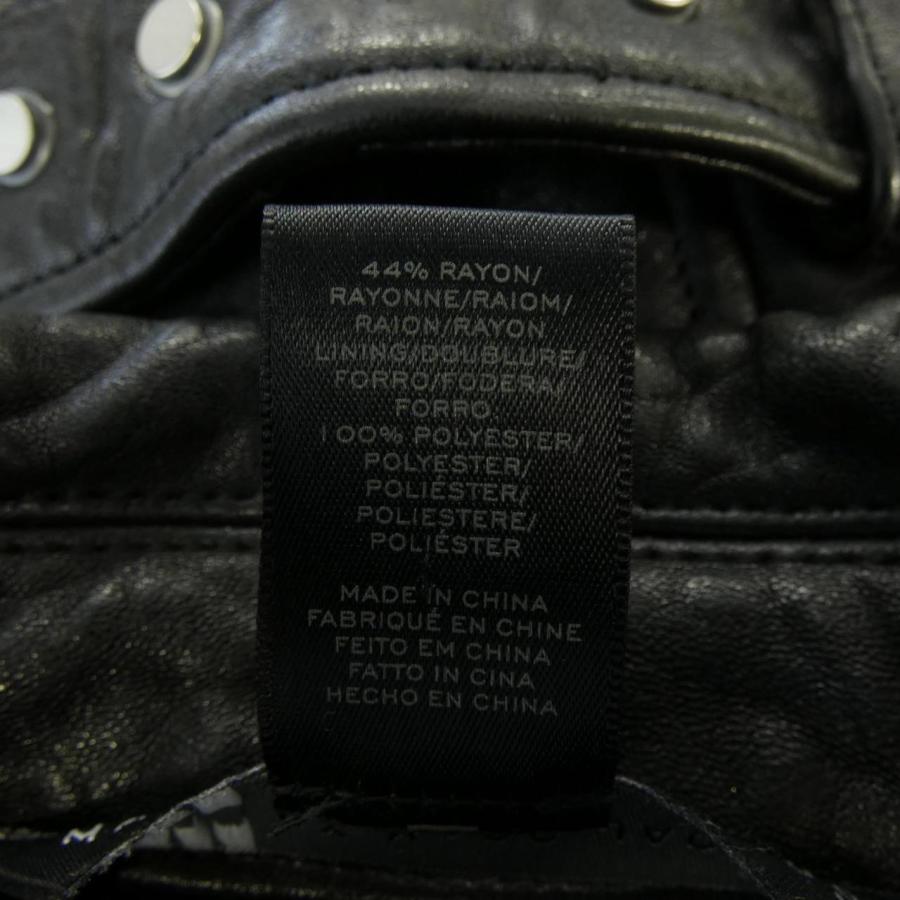 44% RAYON/
RAYONNE/RAIOM/
RAION/RAYON
LINING/DOUBLURE/
FORRO/FODERA/
FORRO
100% POLYESTER/
POLYESTER/
POLIÉSTER/
POLIESTERE/
POLIÉSTER
MADE IN CHINA
FABRIQUÉ EN CHINE
FEITO EM CHINA
FATTO IN CINA
HECHO EN CHINA